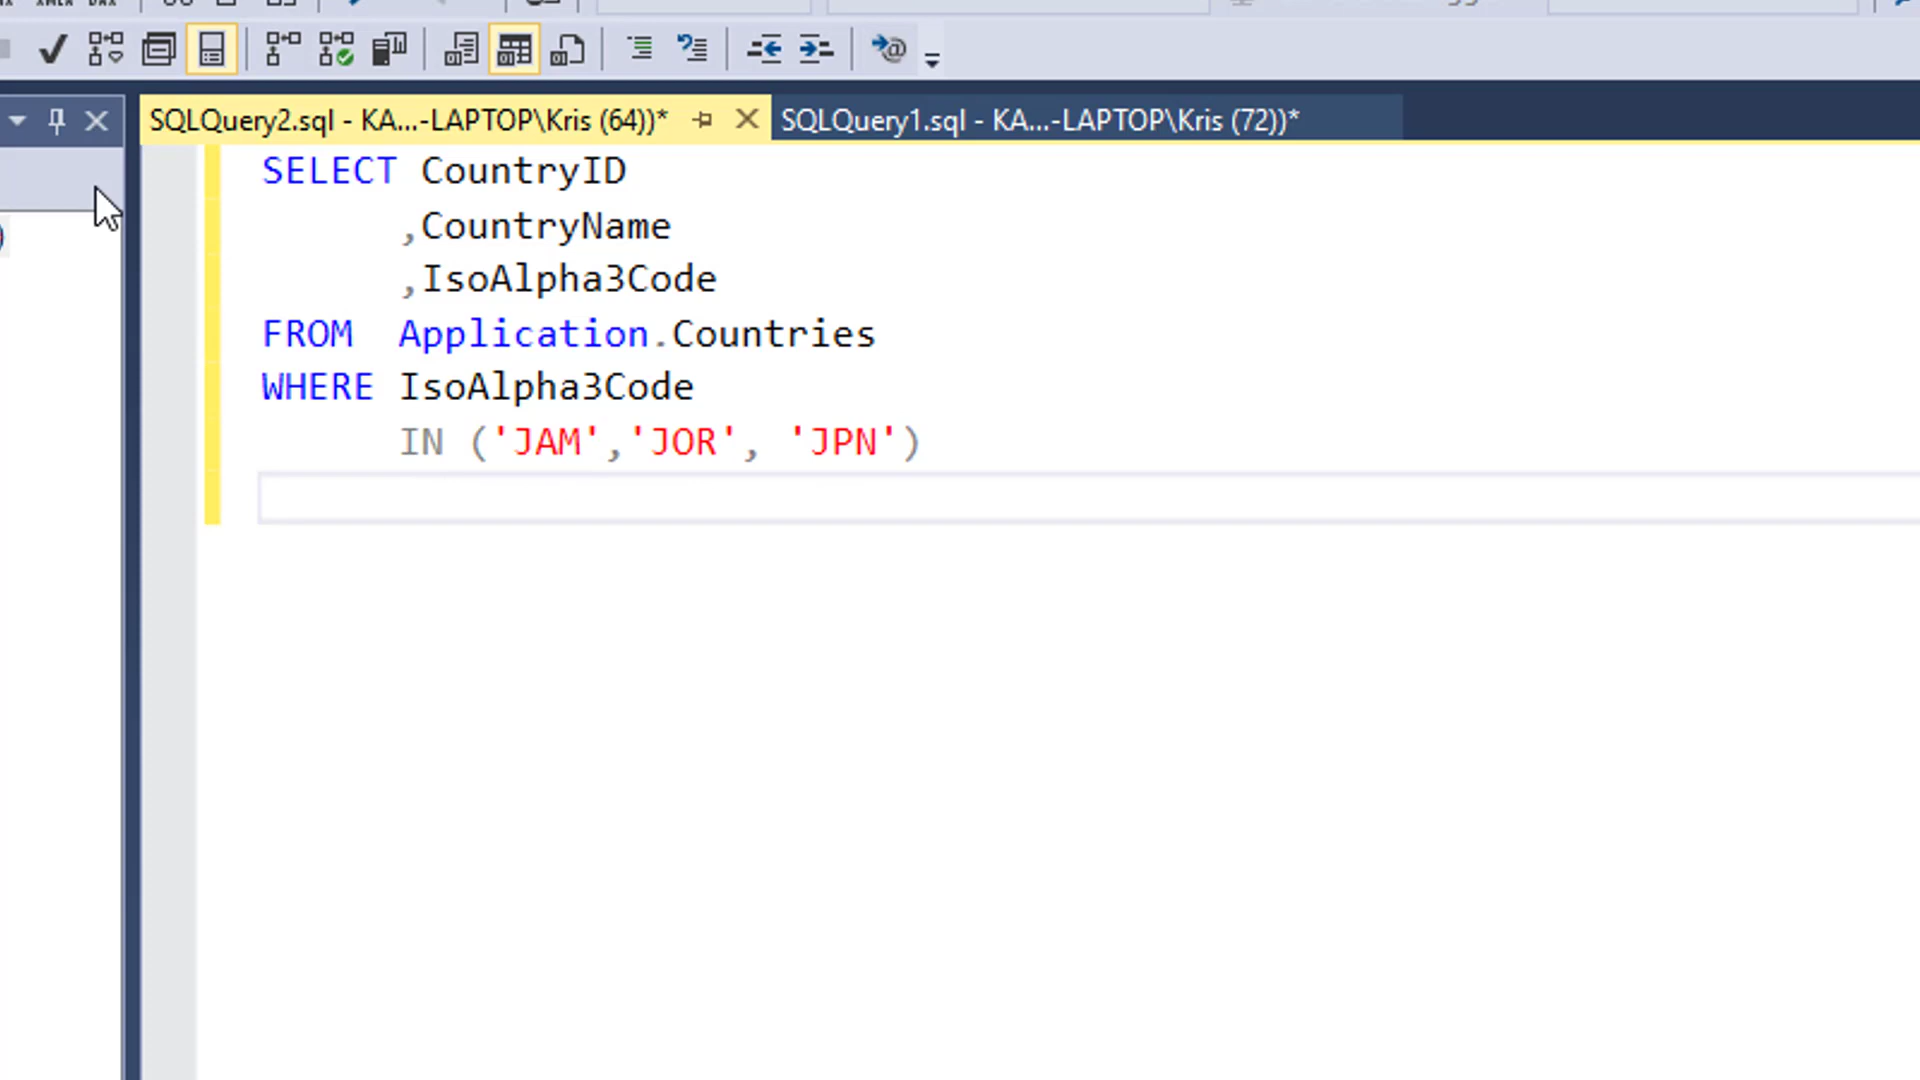 SQLQuery2.sql - KA...-LAPTOP\Kris (64))* SQLQuery1.sql - KA...-LAPTOP\Kris (72))*
SELECT CountryID
,CountryName
,IsoAlpha3Code
FROM Application.Countries
WHERE IsoAlpha3Code
IN ('JAM','JOR', 'JPN')